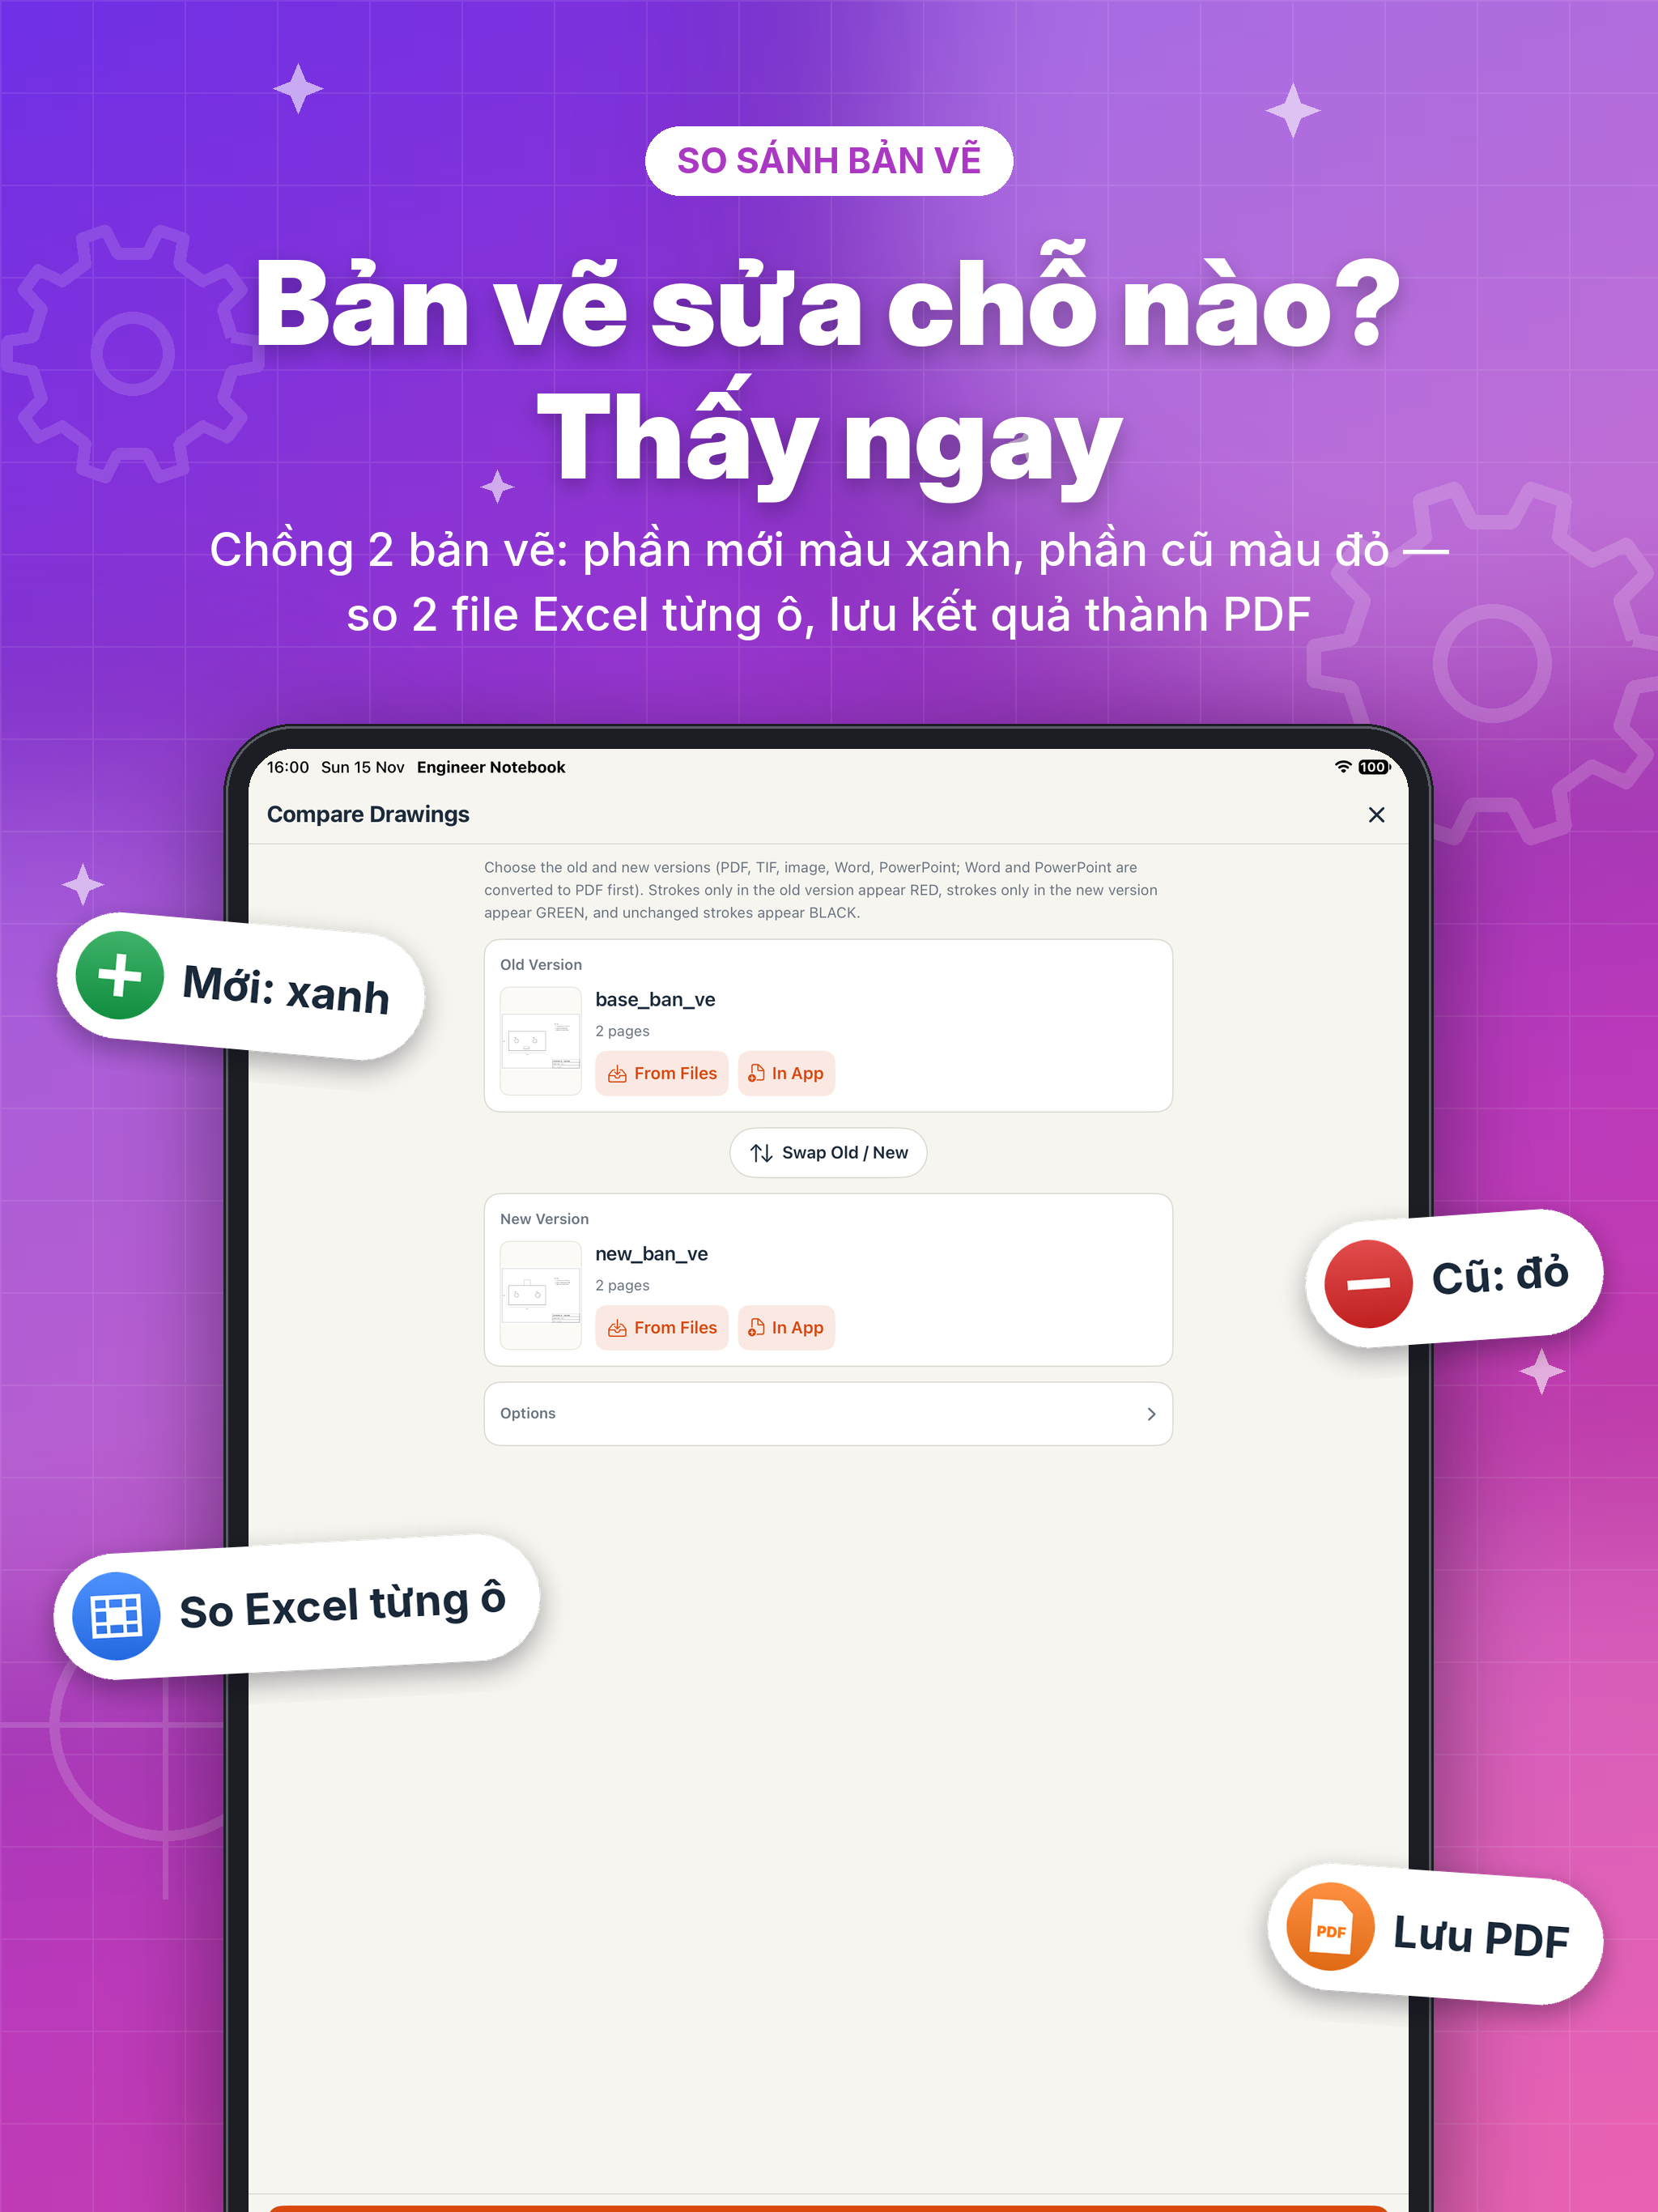 SO SÁNH BẢN VẼ
Bản vẽ sửa chỗ nào?
Thấy ngay
Chồng 2 bản vẽ: phần mới màu xanh, phần cũ màu đỏ —
so 2 file Excel từng ô, lưu kết quả thành PDF
16:00 Sun 15 Nov Engineer Notebook
100
Compare Drawings
Choose the old and new versions (PDF, TIF, image, Word, PowerPoint; Word and PowerPoint are
converted to PDF first). Strokes only in the old version appear RED, strokes only in the new version
appear GREEN, and unchanged strokes appear BLACK.
Mới: xanh
Old Version
base_ban_ve
2 pages
From Files
In App
Swap Old / New
New Version
new_ban_ve
2 pages
From Files
In App
Cũ: đỏ
Options
So Excel từng ô
PDF
Lưu PDF